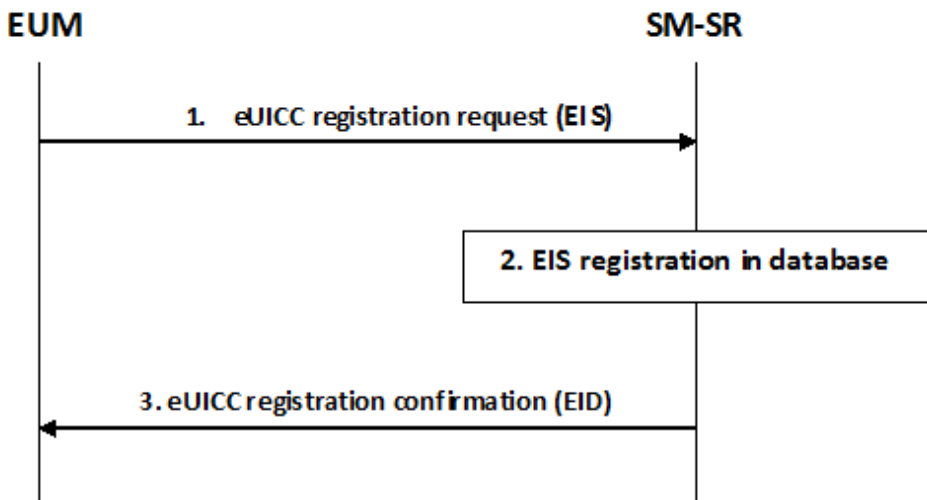 EUM
SM-SR
1. eUICC registration request (EIS)
2. EIS registration in database
3. eUICC registration confirmation (EID)